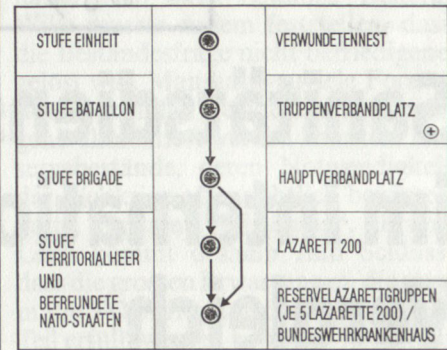 STUFE EINHEIT
VERWUNDETENNEST
STUFE BATAILLON
TRUPPENVERBANDPLATZ
STUFE BRIGADE
HAUPTVERBANDPLATZ
STUFE
TERRITORIALHEER
UND
BEFREUNDETE
NATO-STAATEN
LAZARETT 200
RESERVELAZARETTGRUPPEN
(JE 5 LAZARETTE 200) /
BUNDESWEHRKRANKENHAUS